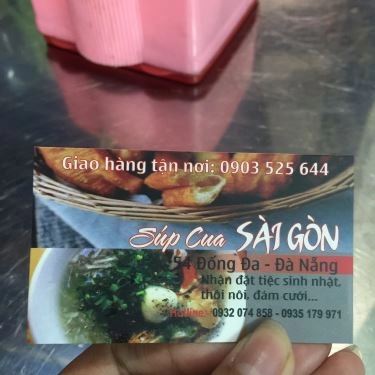 Giao hàng tận nơi: 0903 525 644
Súp Cua SÀI GÒN
54 Đống Đa - Đà Nẵng
Nhận đặt tiệc sinh nhật,
thôi nôi, đám cưới...
Hotline: 0932 074 858 - 0935 179 971